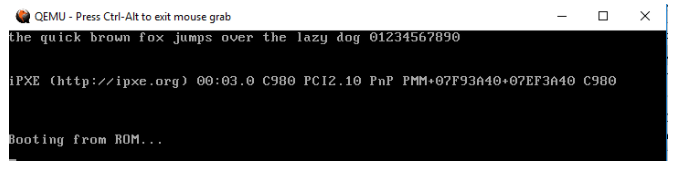 QEMU - Press Ctrl-Alt to exit mouse grab
the quick brown fox jumps over the lazy dog 01234567890
iPXE (http://ipxe.org) 00:03.0 C980 PCI2.10 PnP PMM+07F93A40+07EF3A40 C980
Booting from ROM...